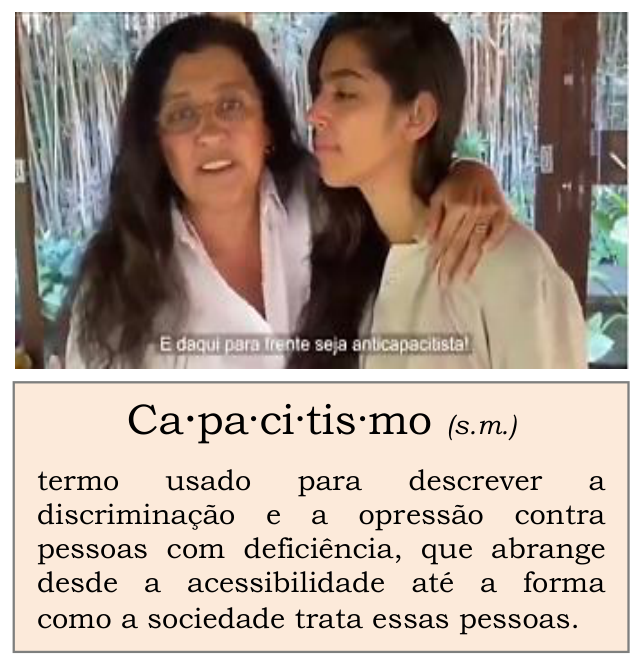 E daqui para frente seja anticapacitista!
Ca·pa·ci·tis·mo (s.m.)
termo usado para descrever a
discriminação e a opressão contra
pessoas com deficiência, que abrange
desde a acessibilidade até a forma
como a sociedade trata essas pessoas.